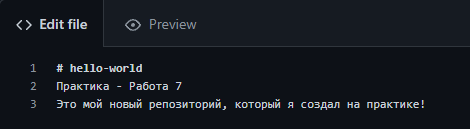 Edit file Preview
1 # hello-world
2 Практика - Работа 7
3 Это мой новый репозиторий, который я создал на практике!